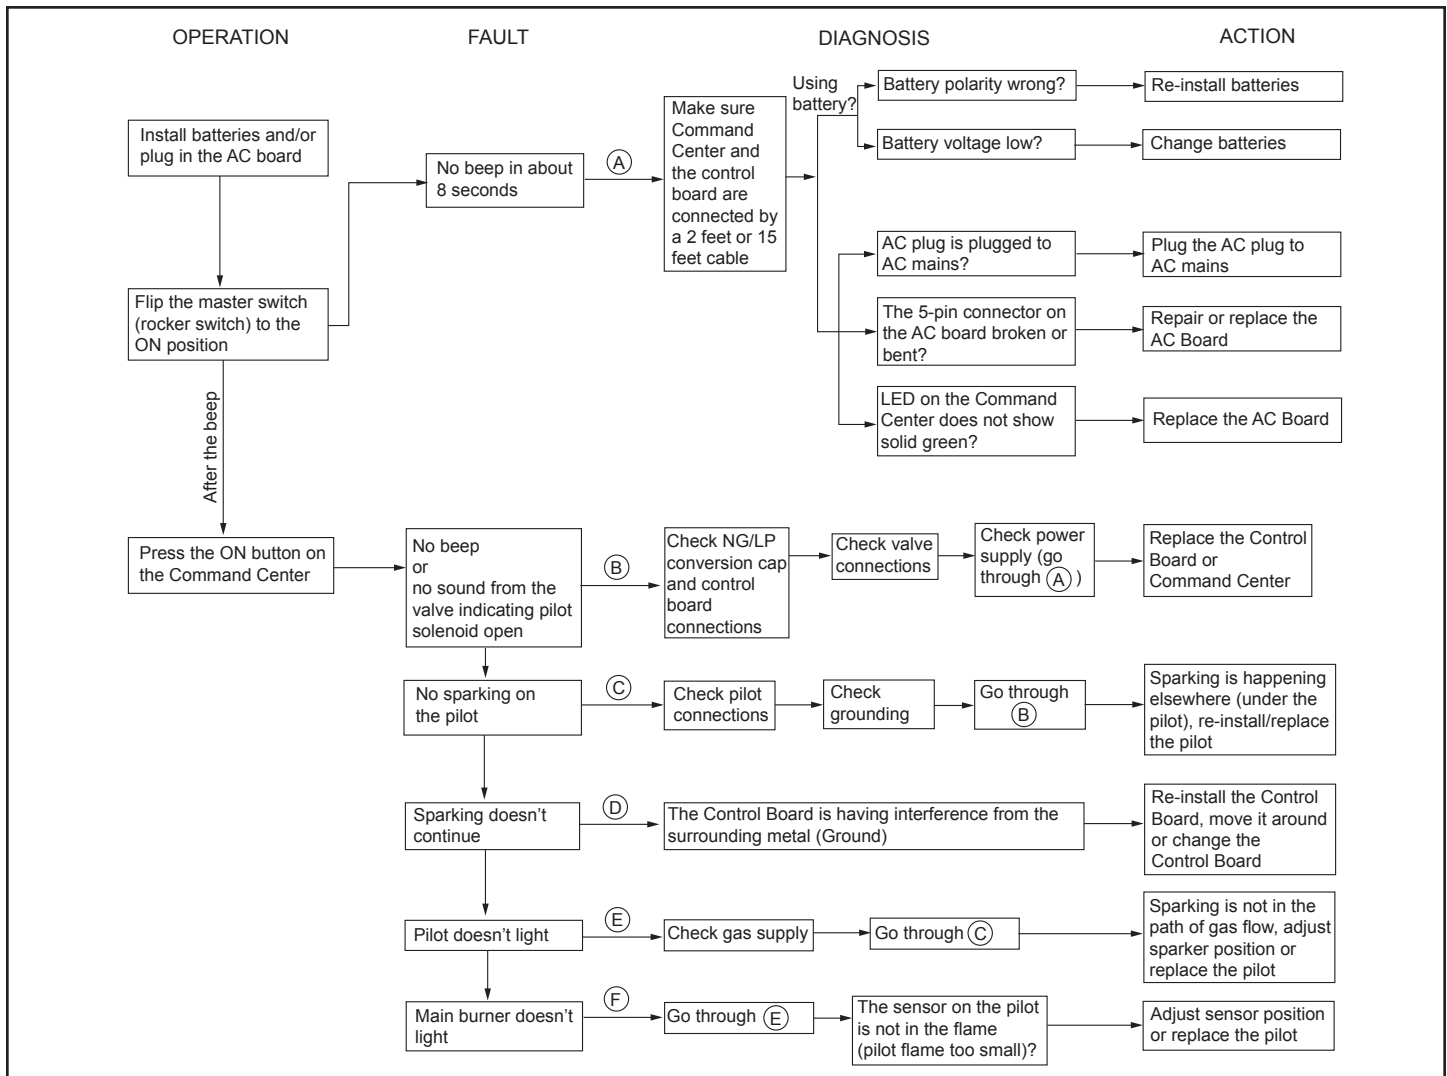 OPERATION
FAULT
DIAGNOSIS
ACTION
Install batteries and/or
plug in the AC board
Flip the master switch
(rocker switch) to the
ON position
After the beep
Press the ON button on
the Command Center
No beep in about
8 seconds
A
Make sure
Command
Center and
the control
board are
connected by
a 2 feet or 15
feet cable
Using
battery?
Battery polarity wrong?
Re-install batteries
Battery voltage low?
Change batteries
AC plug is plugged to
AC mains?
Plug the AC plug to
AC mains
The 5-pin connector on
the AC board broken or
bent?
Repair or replace the
AC Board
LED on the Command
Center does not show
solid green?
Replace the AC Board
No beep
or
no sound from the
valve indicating pilot
solenoid open
B
Check NG/LP
conversion cap
and control
board
connections
Check valve
connections
Check power
supply (go
through A )
Replace the Control
Board or
Command Center
No sparking on
the pilot
C
Check pilot
connections
Check
grounding
Go through
B
Sparking is happening
elsewhere (under the
pilot), re-install/replace
the pilot
Sparking doesn't
continue
D
The Control Board is having interference from the
surrounding metal (Ground)
Re-install the Control
Board, move it around
or change the
Control Board
Pilot doesn't light
E
Check gas supply
Go through C
Sparking is not in the
path of gas flow, adjust
sparker position or
replace the pilot
Main burner doesn't
light
F
Go through E
The sensor on the pilot
is not in the flame
(pilot flame too small)?
Adjust sensor position
or replace the pilot